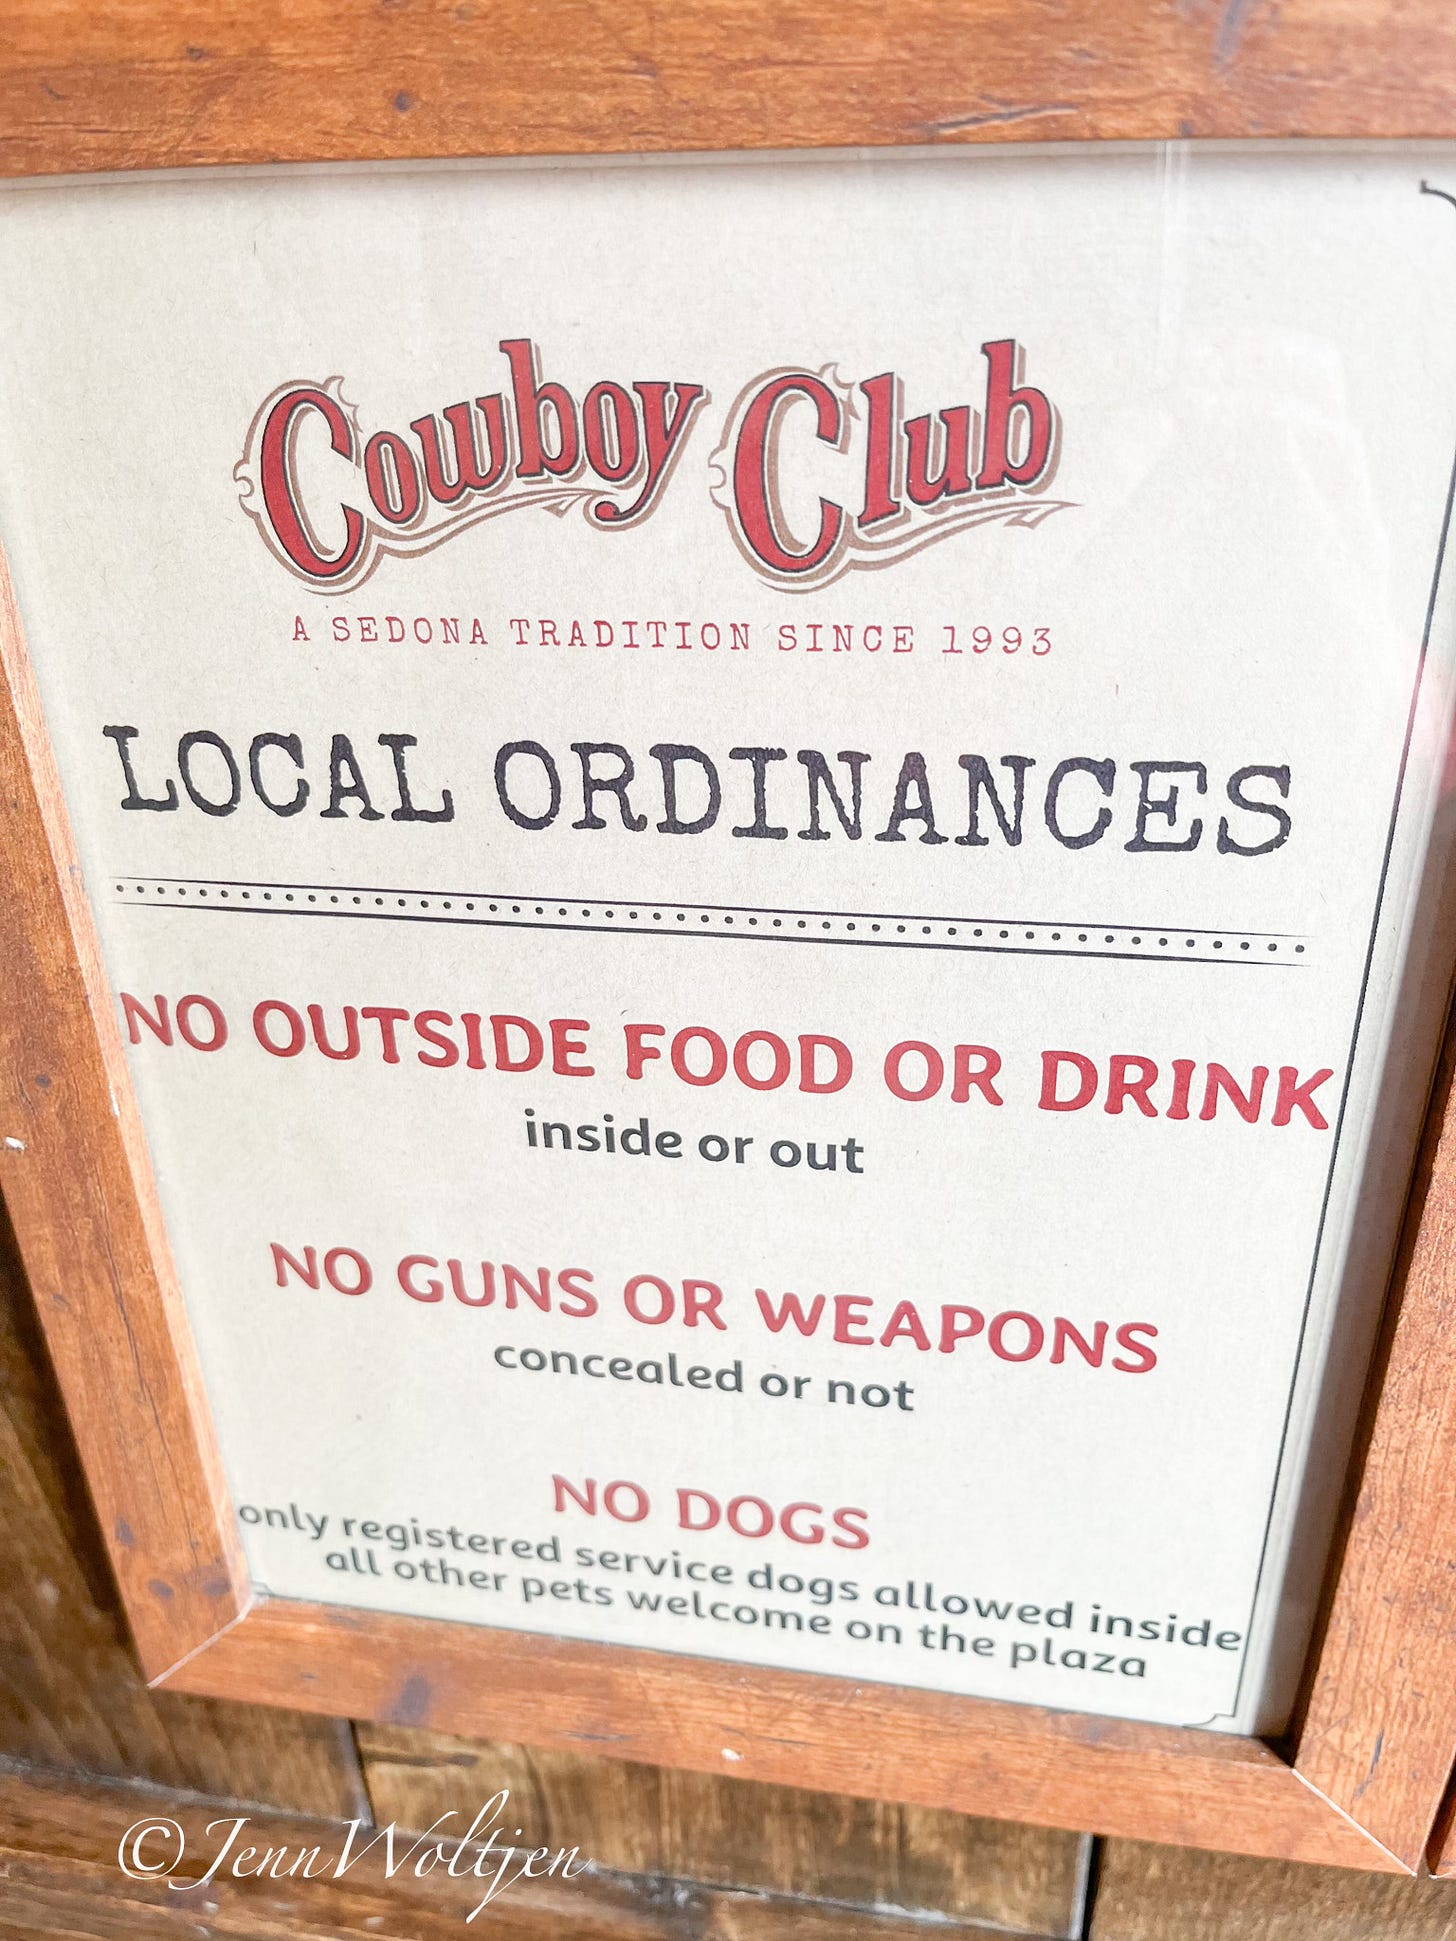 Cowboy Club
A SEDONA TRADITION SINCE 1993
LOCAL ORDINANCES
NO OUTSIDE FOOD OR DRINK
inside or out
NO GUNS OR WEAPONS
concealed or not
NO DOGS
only registered service dogs allowed inside
all other pets welcome on the plaza
©JennWoltjen